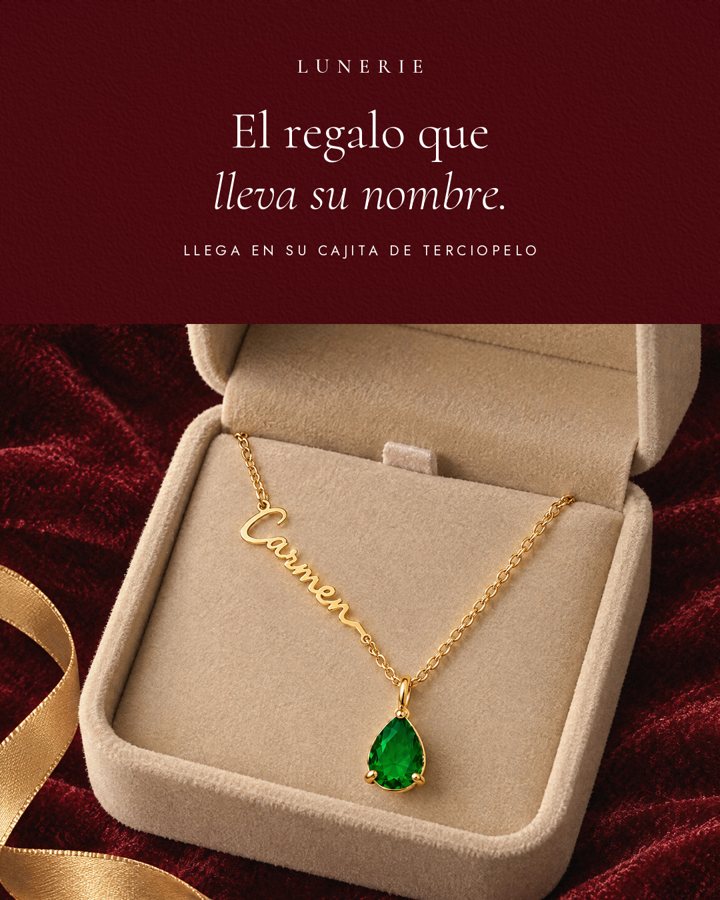 LUNERIE
El regalo que
lleva su nombre.
LLEGA EN SU CAJITA DE TERCIOPELO
Carmen